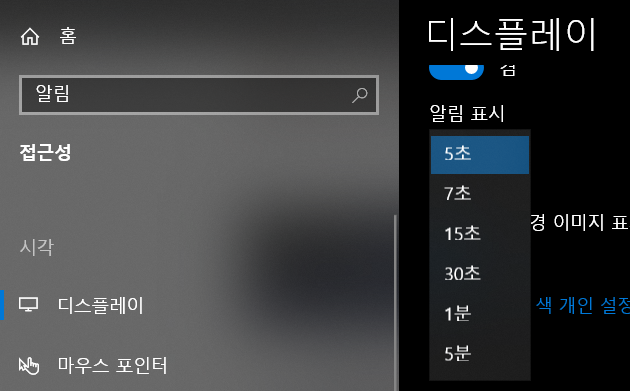 홈
알림
접근성
시각
디스플레이
마우스 포인터
디스플레이
켬
알림 표시
5초
7초
15초
30초
1분
5분
경 이미지 표
색 개인 설정